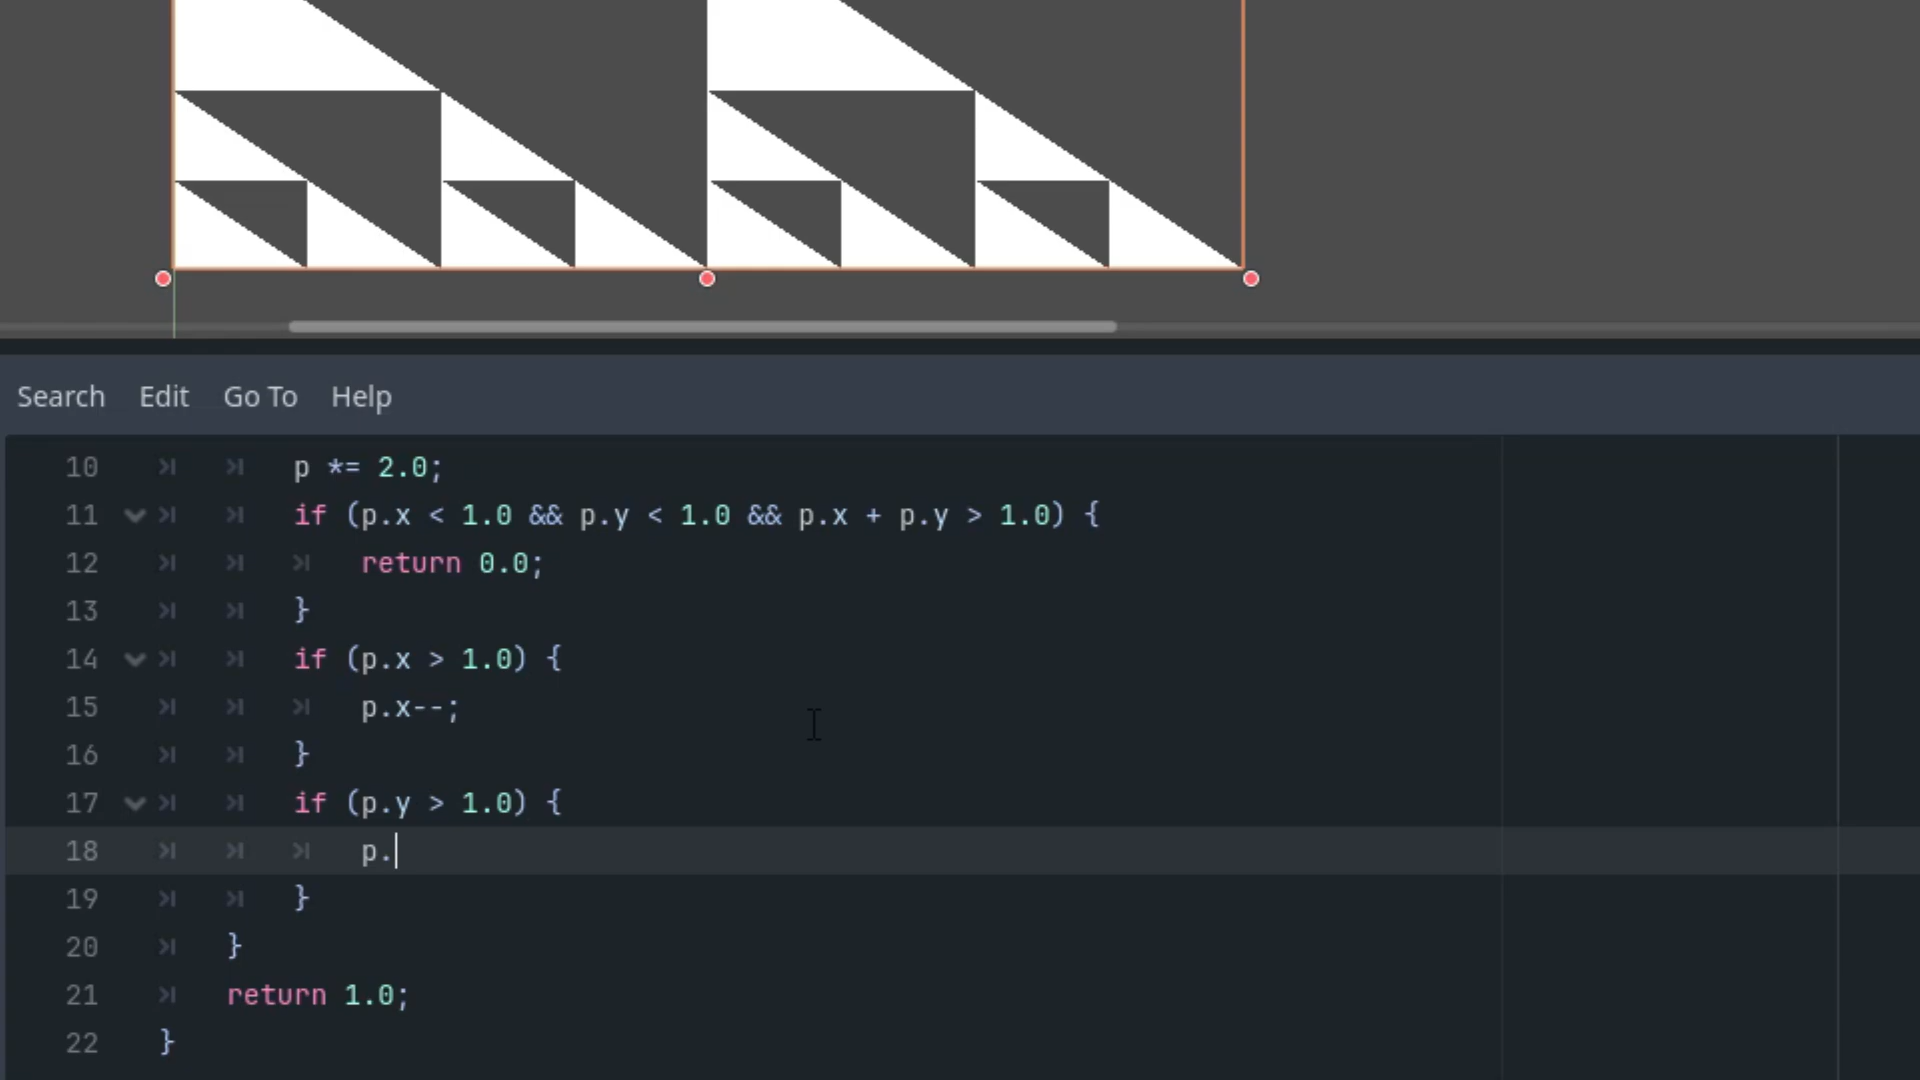 Search Edit Go To Help
10 p *= 2.0;
11 if (p.x < 1.0 && p.y < 1.0 && p.x + p.y > 1.0) {
12 return 0.0;
13 }
14 if (p.x > 1.0) {
15 p.x--;
16 }
17 if (p.y > 1.0) {
18 p.
19 }
20 }
21 return 1.0;
22 }